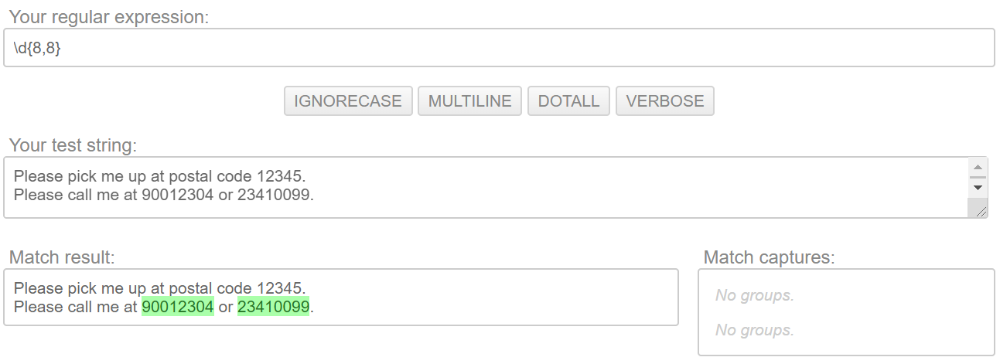 Your regular expression:
\d{8,8}
IGNORECASE MULTILINE DOTALL VERBOSE
Your test string:
Please pick me up at postal code 12345.
Please call me at 90012304 or 23410099.
Match result:
Please pick me up at postal code 12345.
Please call me at 90012304 or 23410099.
Match captures:
No groups.
No groups.